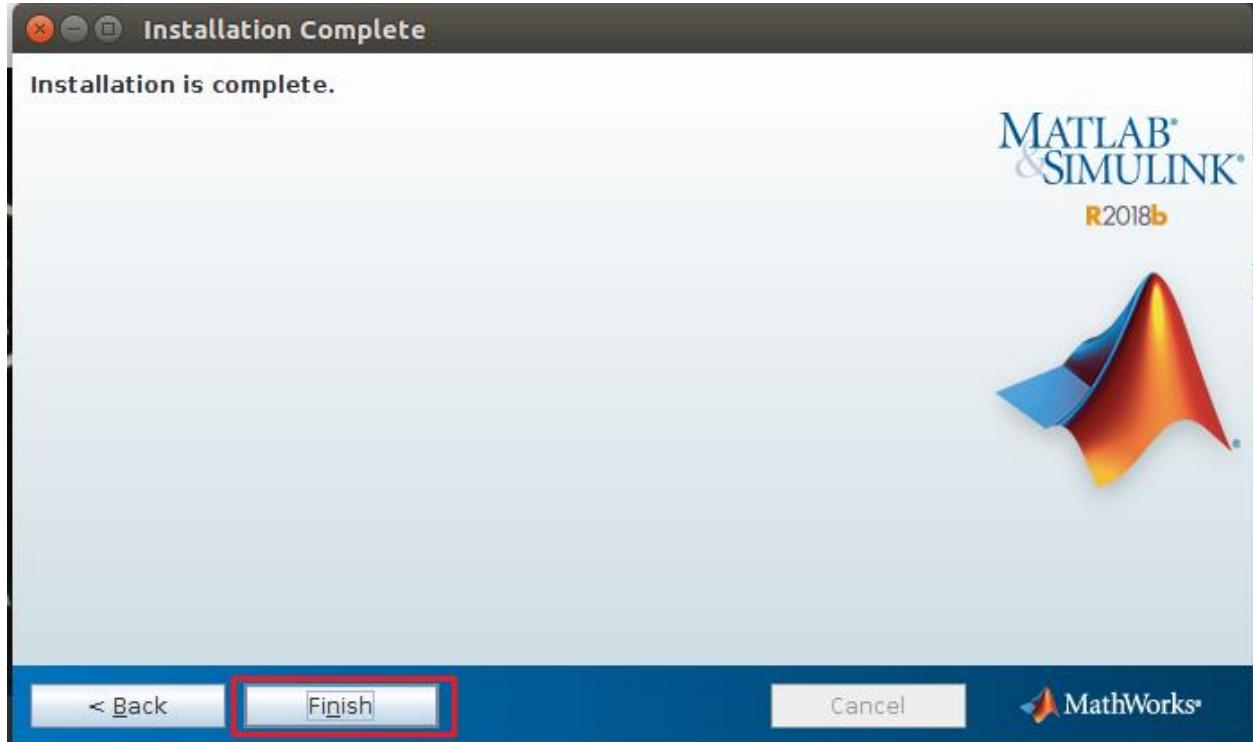 Installation Complete
Installation is complete.
MATLAB®
&SIMULINK®
R2018b
< Back
Finish
Cancel
MathWorks®